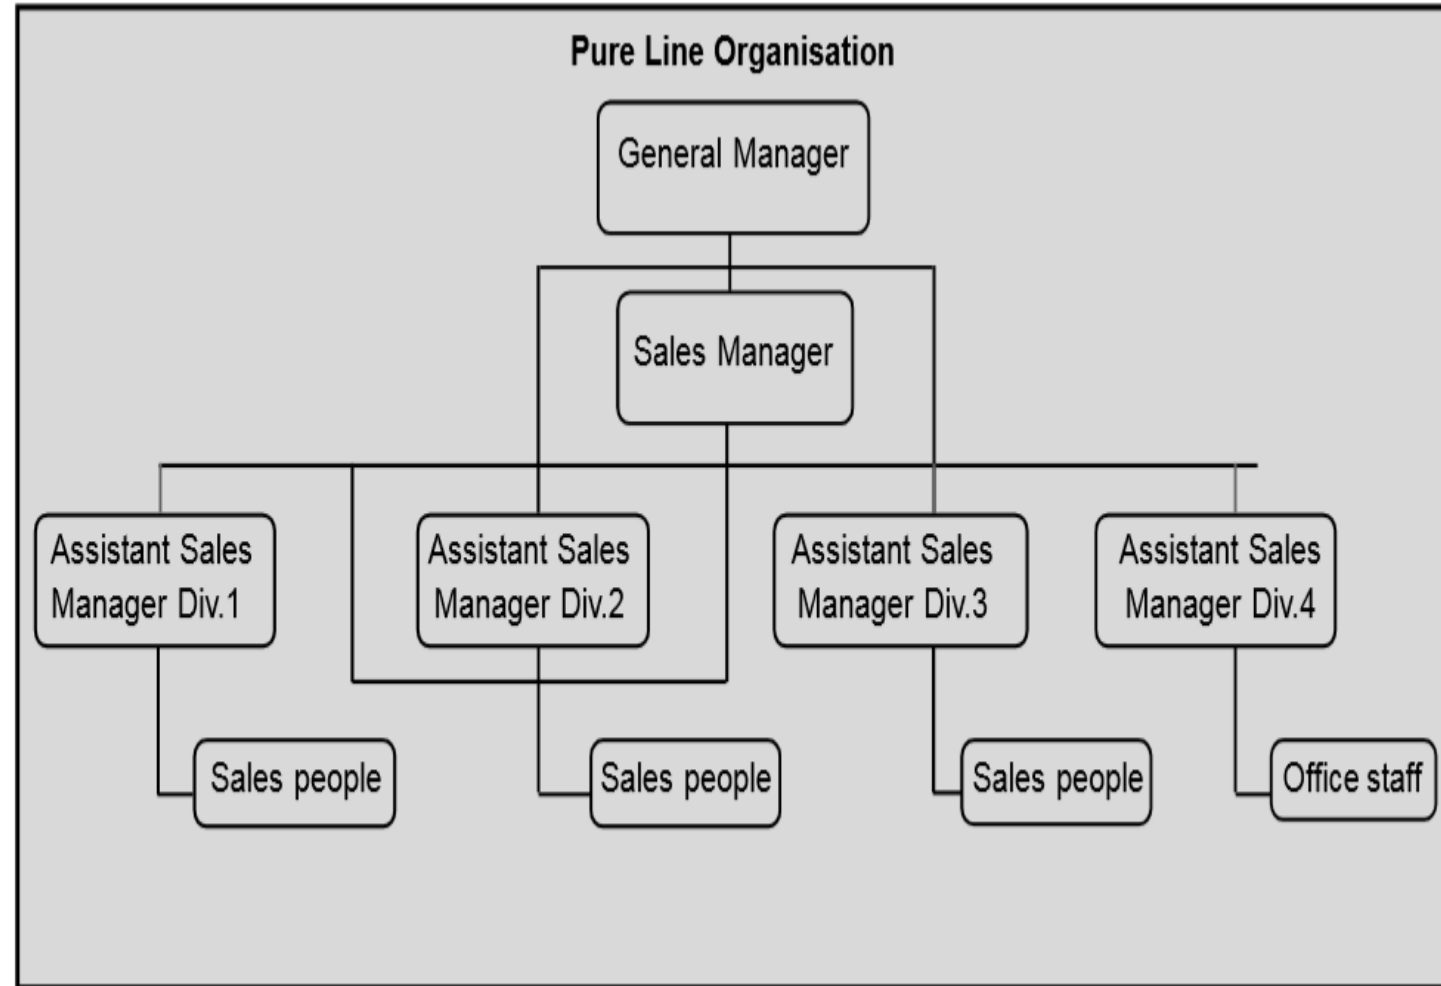 Pure Line Organisation
General Manager
Sales Manager
Assistant Sales
Manager Div.1
Assistant Sales
Manager Div.2
Assistant Sales
Manager Div.3
Assistant Sales
Manager Div.4
Sales people
Sales people
Sales people
Office staff